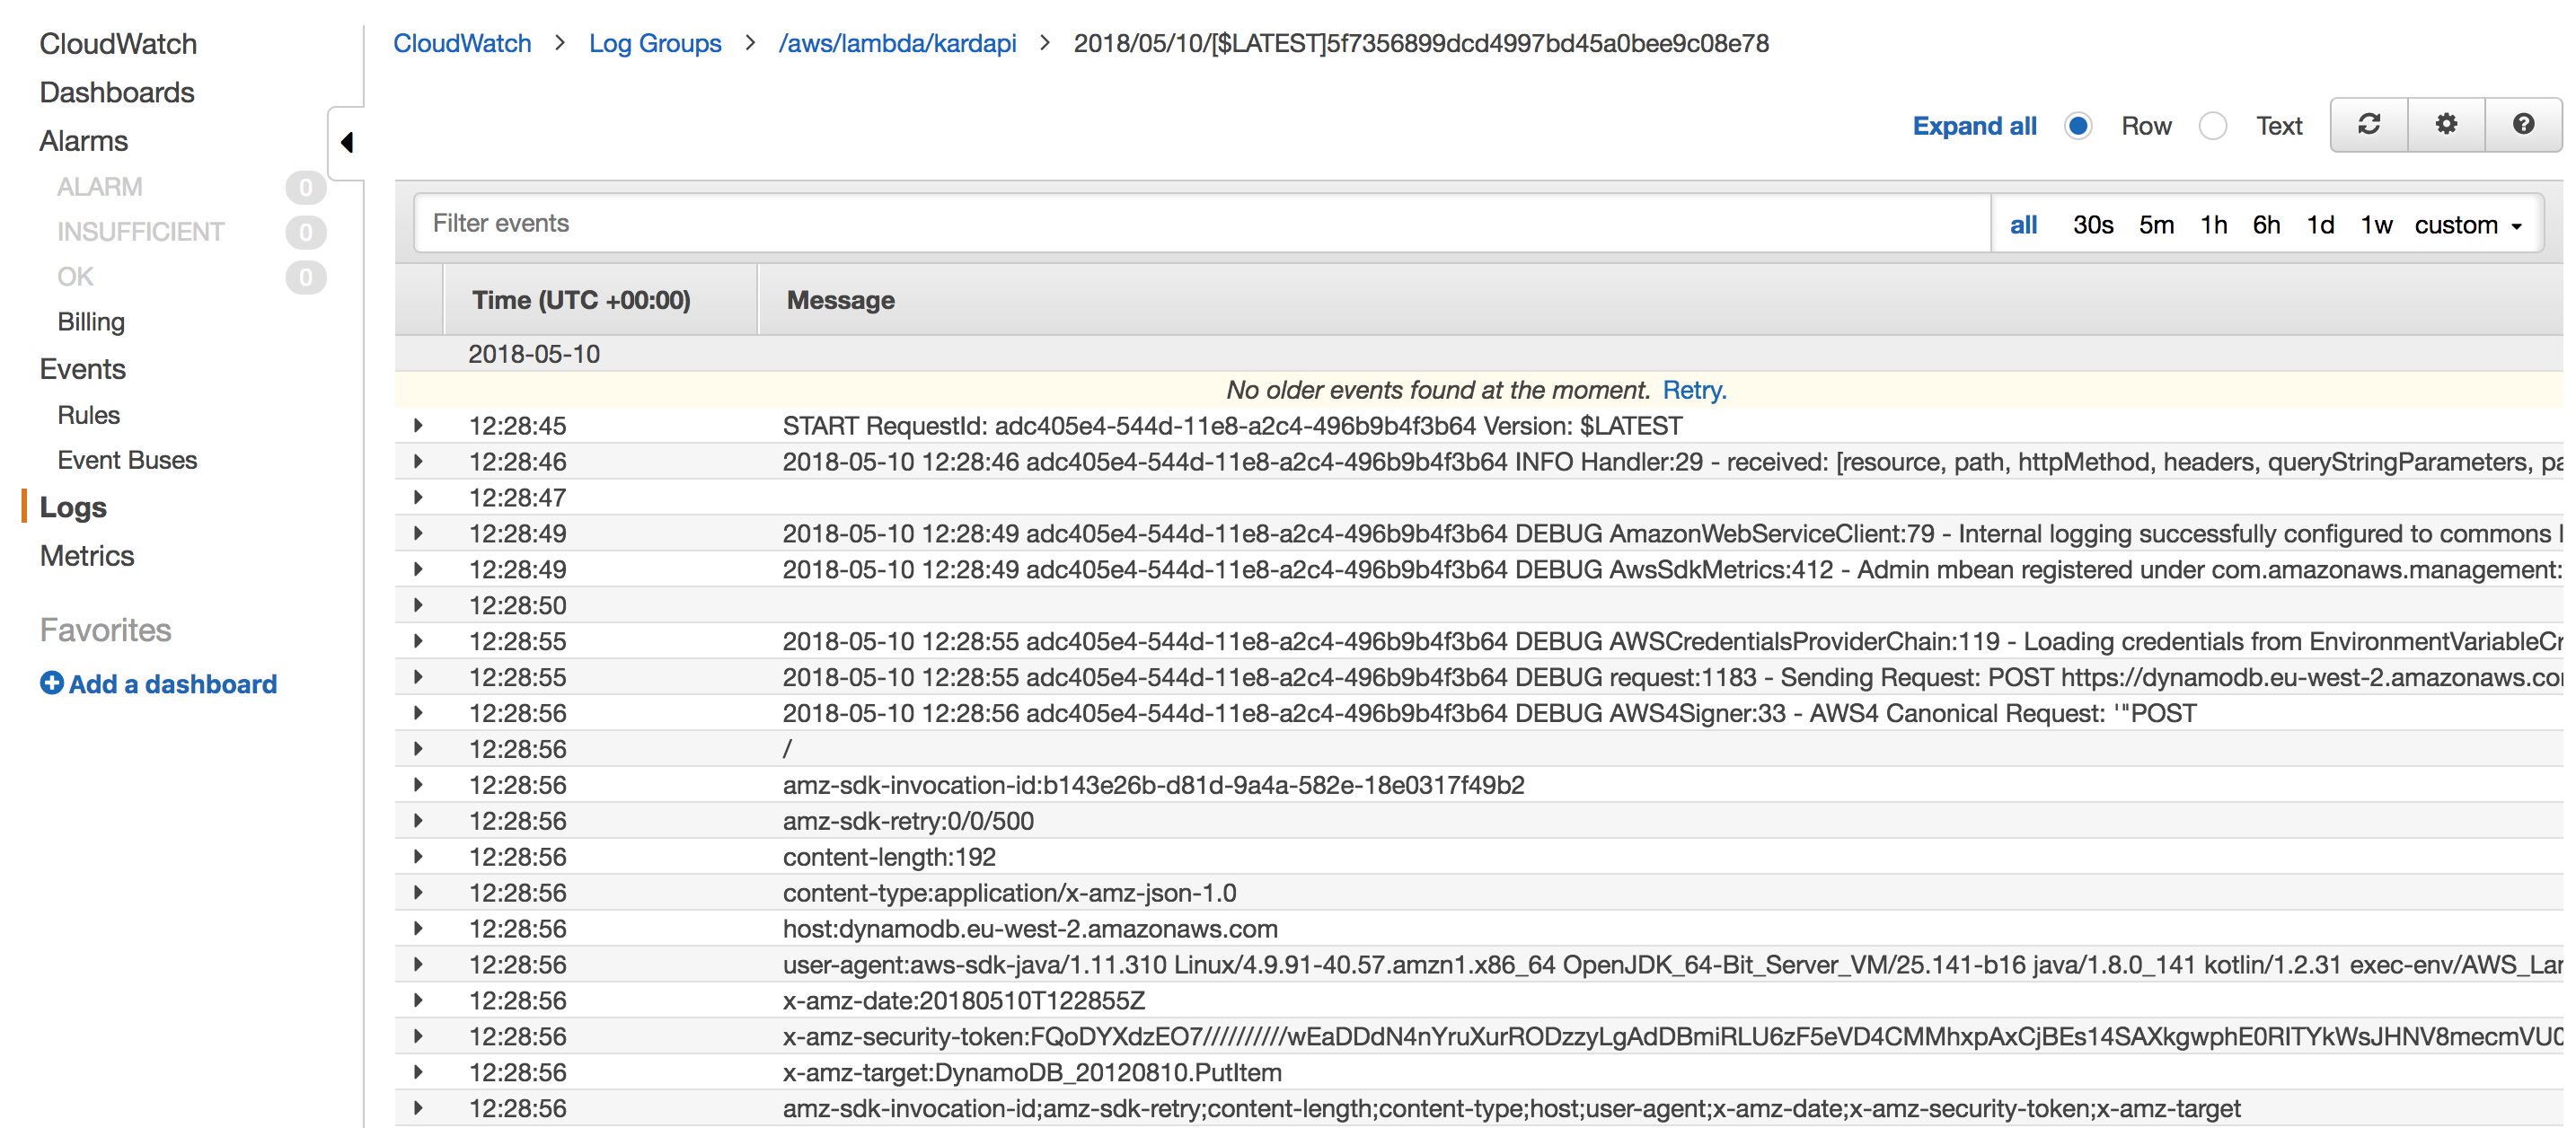 CloudWatch
Dashboards
Alarms
ALARM 0
INSUFFICIENT 0
OK 0
Billing
Events
Rules
Event Buses
Logs
Metrics
Favorites
Add a dashboard
CloudWatch > Log Groups > /aws/lambda/kardapi > 2018/05/10/[$LATEST]5f7356899dcd4997bd45a0bee9c08e78
Expand all Row Text
Filter events all 30s 5m 1h 6h 1d 1w custom
Time (UTC +00:00) Message
2018-05-10
No older events found at the moment. Retry.
12:28:45 START RequestId: adc405e4-544d-11e8-a2c4-496b9b4f3b64 Version: $LATEST
12:28:46 2018-05-10 12:28:46 adc405e4-544d-11e8-a2c4-496b9b4f3b64 INFO Handler:29 - received: [resource, path, httpMethod, headers, queryStringParameters, pa
12:28:47
12:28:49 2018-05-10 12:28:49 adc405e4-544d-11e8-a2c4-496b9b4f3b64 DEBUG AmazonWebServiceClient:79 - Internal logging successfully configured to commons l
12:28:49 2018-05-10 12:28:49 adc405e4-544d-11e8-a2c4-496b9b4f3b64 DEBUG AwsSdkMetrics:412 - Admin mbean registered under com.amazonaws.management:
12:28:50
12:28:55 2018-05-10 12:28:55 adc405e4-544d-11e8-a2c4-496b9b4f3b64 DEBUG AWSCredentialsProviderChain:119 - Loading credentials from EnvironmentVariableCr
12:28:55 2018-05-10 12:28:55 adc405e4-544d-11e8-a2c4-496b9b4f3b64 DEBUG request:1183 - Sending Request: POST https://dynamodb.eu-west-2.amazonaws.co
12:28:56 2018-05-10 12:28:56 adc405e4-544d-11e8-a2c4-496b9b4f3b64 DEBUG AWS4Signer:33 - AWS4 Canonical Request: '"POST
12:28:56 /
12:28:56 amz-sdk-invocation-id:b143e26b-d81d-9a4a-582e-18e0317f49b2
12:28:56 amz-sdk-retry:0/0/500
12:28:56 content-length:192
12:28:56 content-type:application/x-amz-json-1.0
12:28:56 host:dynamodb.eu-west-2.amazonaws.com
12:28:56 user-agent:aws-sdk-java/1.11.310 Linux/4.9.91-40.57.amzn1.x86_64 OpenJDK_64-Bit_Server_VM/25.141-b16 java/1.8.0_141 kotlin/1.2.31 exec-env/AWS_Lar
12:28:56 x-amz-date:20180510T122855Z
12:28:56 x-amz-security-token:FQoDYXdzEO7//////////wEaDDdN4nYruXurRODzzyLgAdDBmiRLU6zF5eVD4CMMhxpAxCjBEs14SAXkgwphE0RITYkWsJHNV8mecmVU0
12:28:56 x-amz-target:DynamoDB_20120810.PutItem
12:28:56 amz-sdk-invocation-id;amz-sdk-retry;content-length;content-type;host;user-agent;x-amz-date;x-amz-security-token;x-amz-target